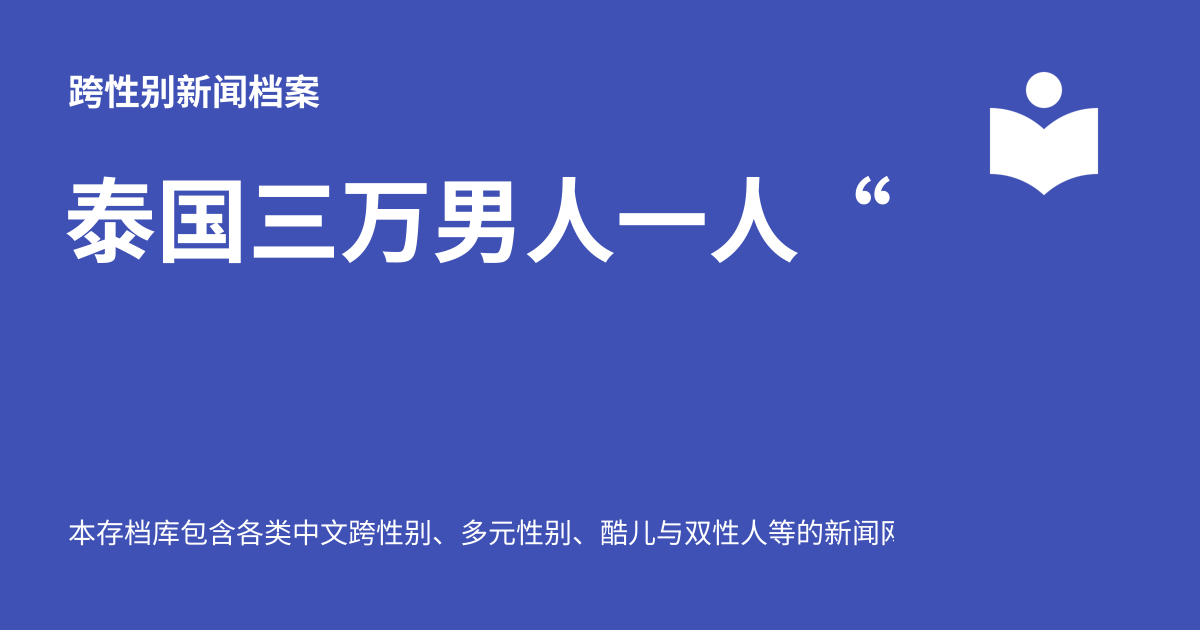 跨性别新闻档案
泰国三万男人一人 “
本存档库包含各类中文跨性别、多元性别、酷儿与双性人等的新闻